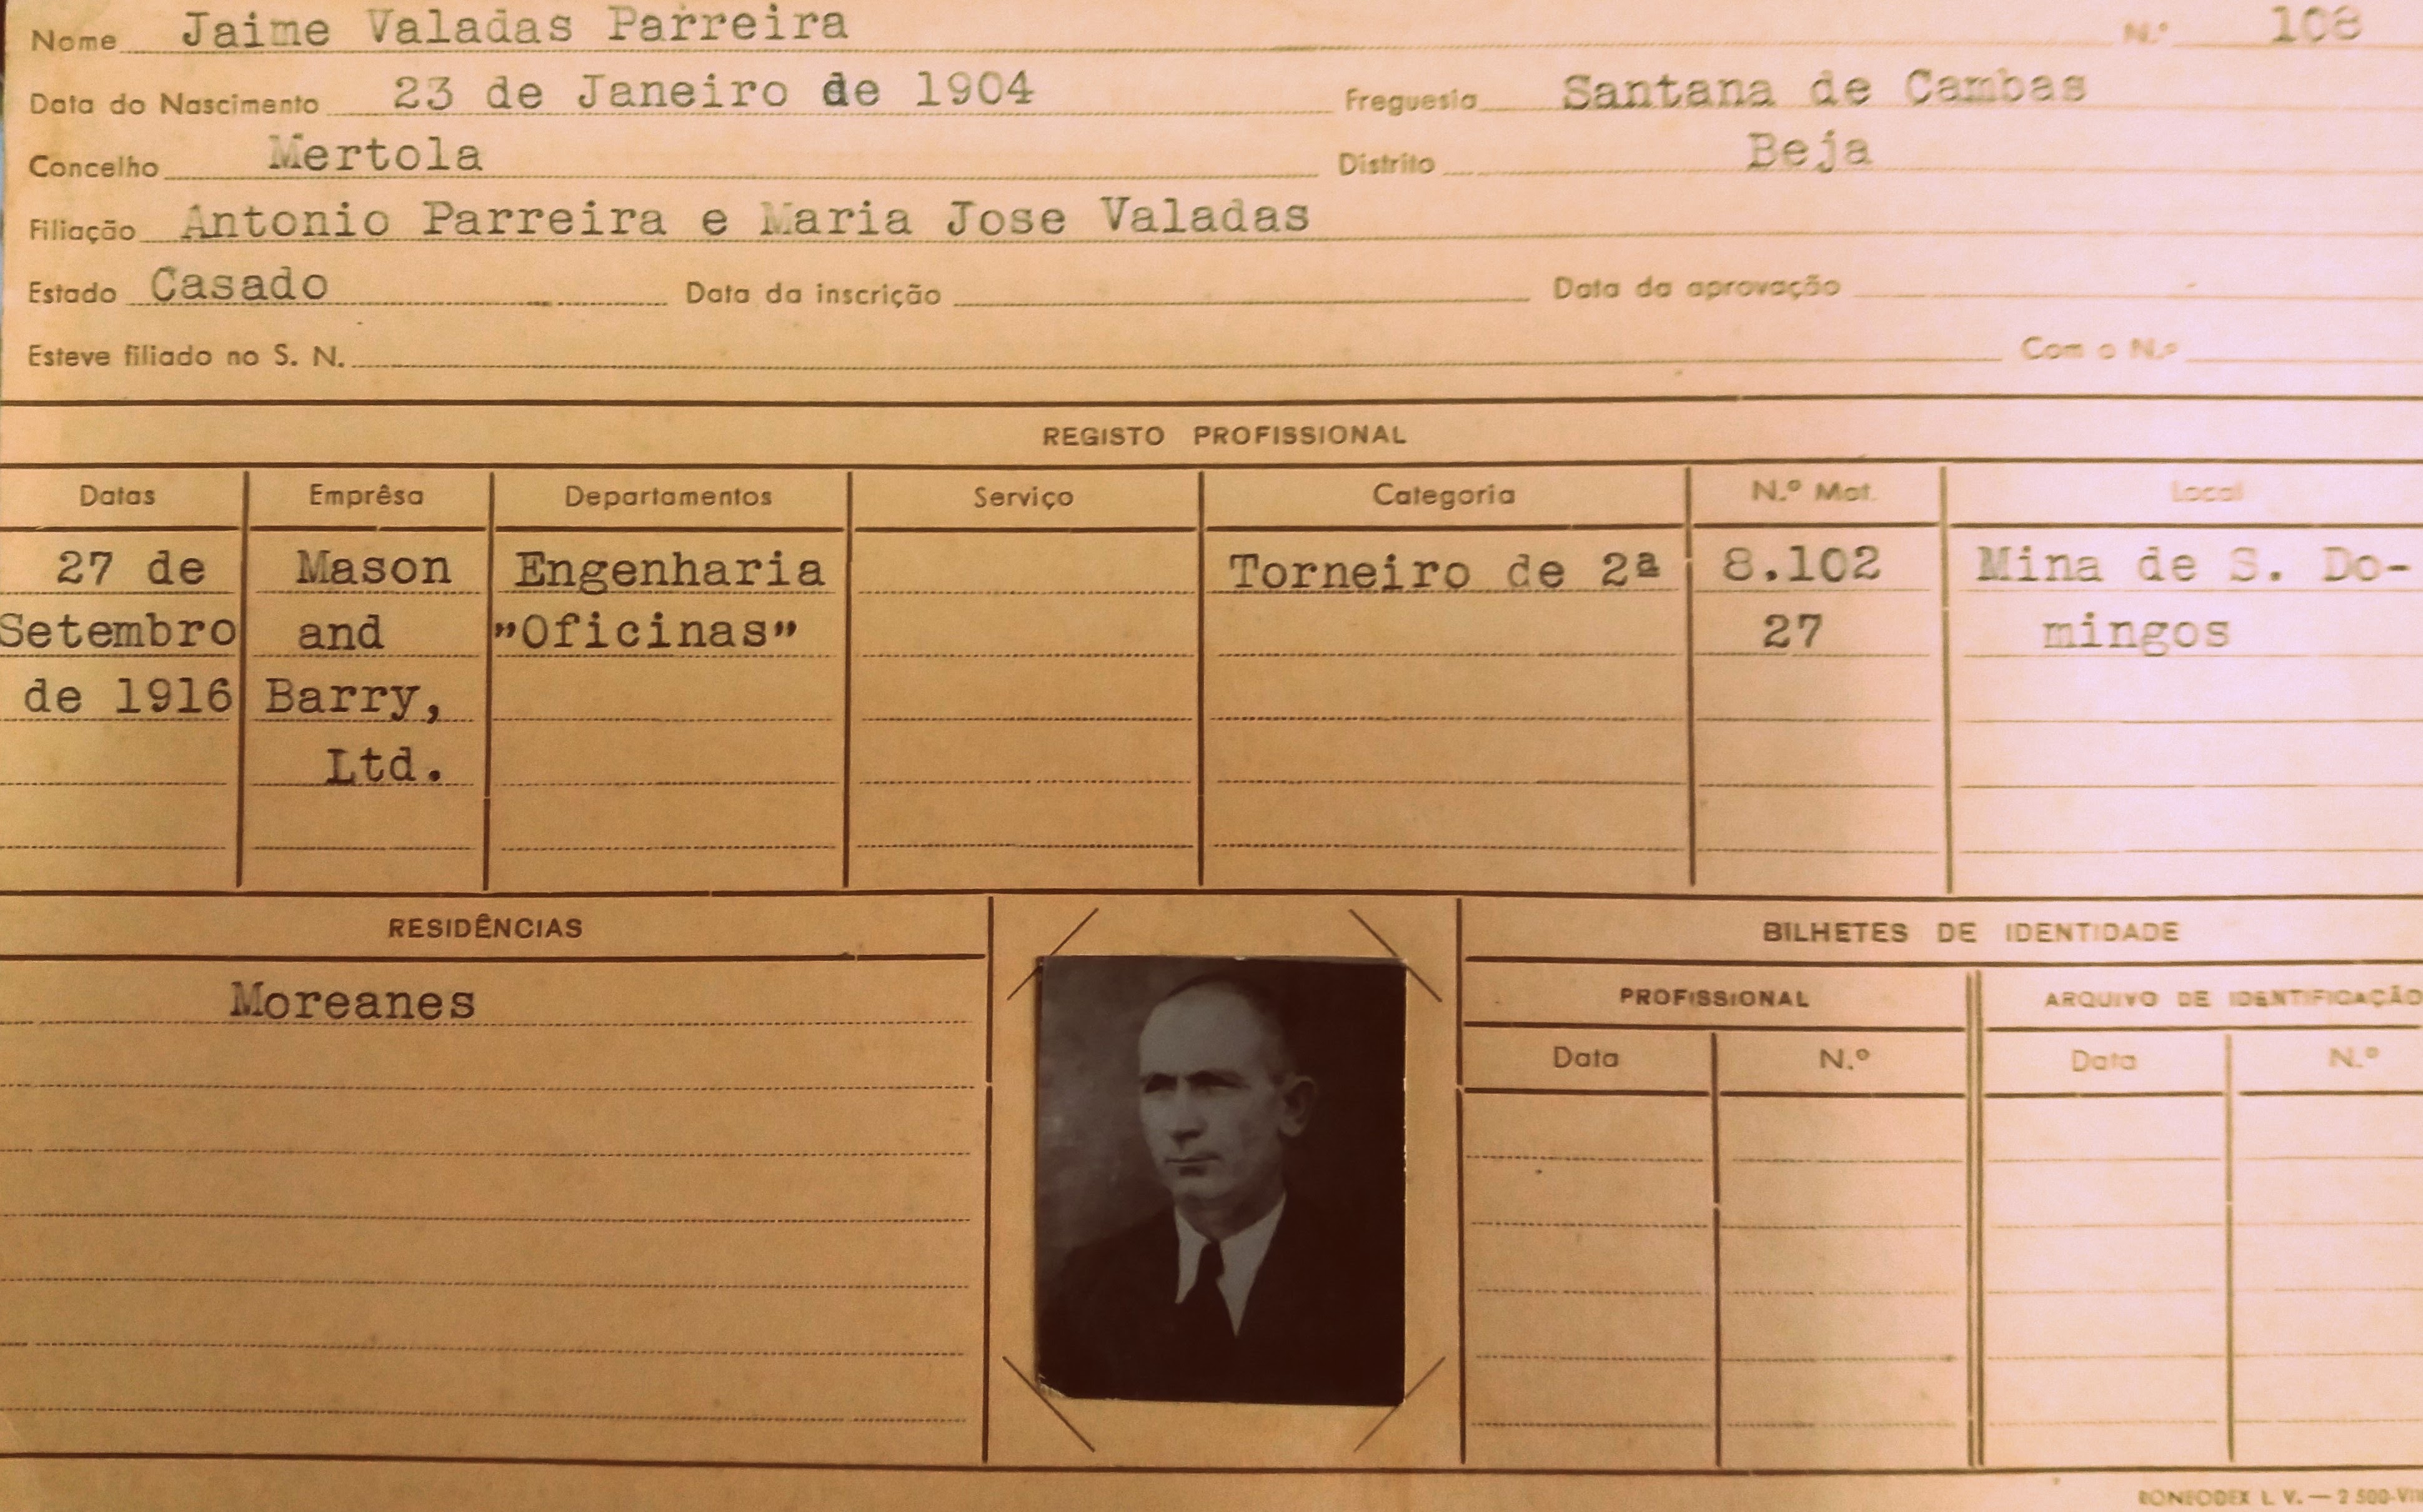 Nome Jaime Valadas Parreira N.º 108
Data do Nascimento 23 de Janeiro de 1904 Freguesia Santana de Cambas
Concelho Mertola Distrito Beja
Filiação Antonio Parreira e Maria Jose Valadas
Estado Casado Data da inscrição Data da aprovação
Esteve filiado no S. N. Com o N.º
REGISTO PROFISSIONAL
Datas Emprêsa Departamentos Serviço Categoria N.º Mat. Local
27 de Mason Engenharia Torneiro de 2ª 8.102 Mina de S. Do-
Setembro and "Oficinas" 27 mingos
de 1916 Barry,
Ltd.
RESIDÊNCIAS BILHETES DE IDENTIDADE
Moreanes PROFISSIONAL ARQUIVO DE IDENTIFICAÇÃO
Data N.º Data N.º
RONEODEX L. V. — 2 500